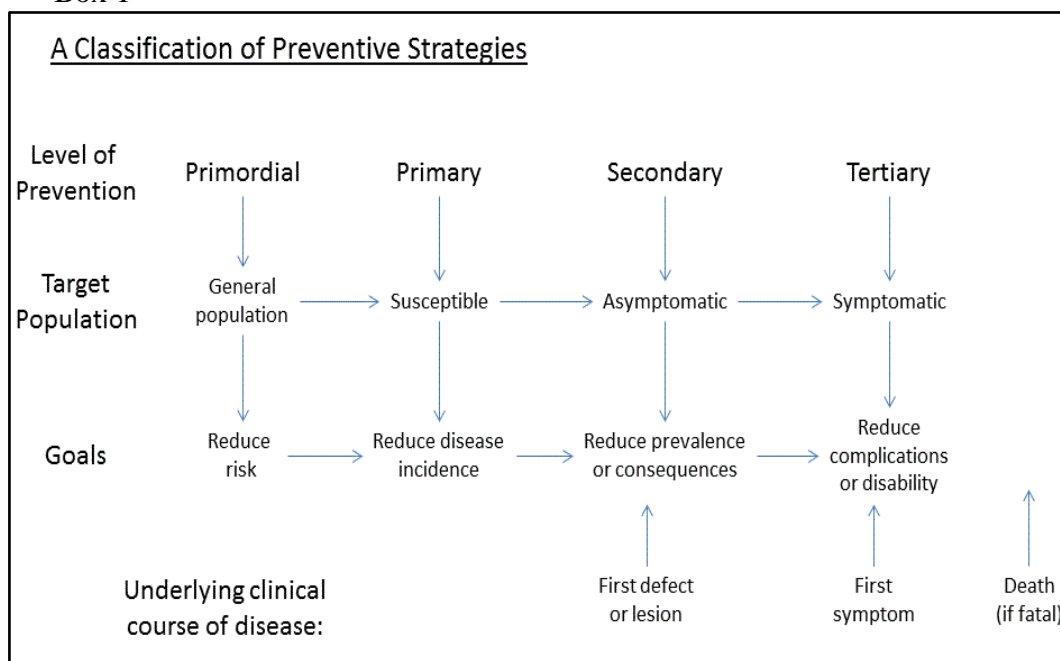 Box 1
A Classification of Preventive Strategies
Level of
Prevention
Primordial
Primary
Secondary
Tertiary
Target
Population
General
population
Susceptible
Asymptomatic
Symptomatic
Goals
Reduce
risk
Reduce disease
incidence
Reduce prevalence
or consequences
Reduce
complications
or disability
Underlying clinical
course of disease:
First defect
or lesion
First
symptom
Death
(if fatal)